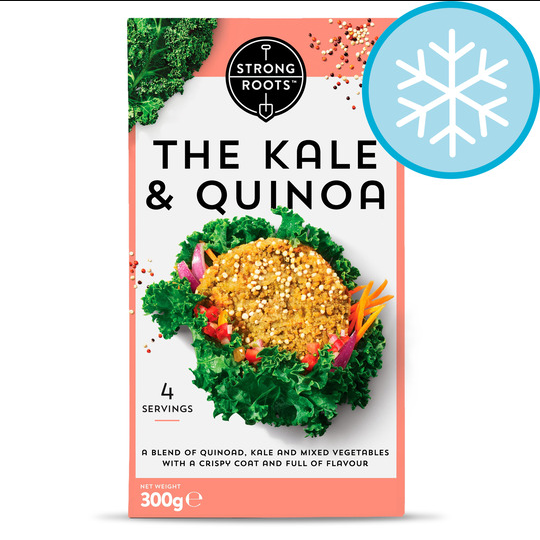 STRONG
ROOTS™
THE KALE
& QUINOA
4
SERVINGS
A BLEND OF QUINOAD, KALE AND MIXED VEGETABLES
WITH A CRISPY COAT AND FULL OF FLAVOUR
NET WEIGHT
300g ℮